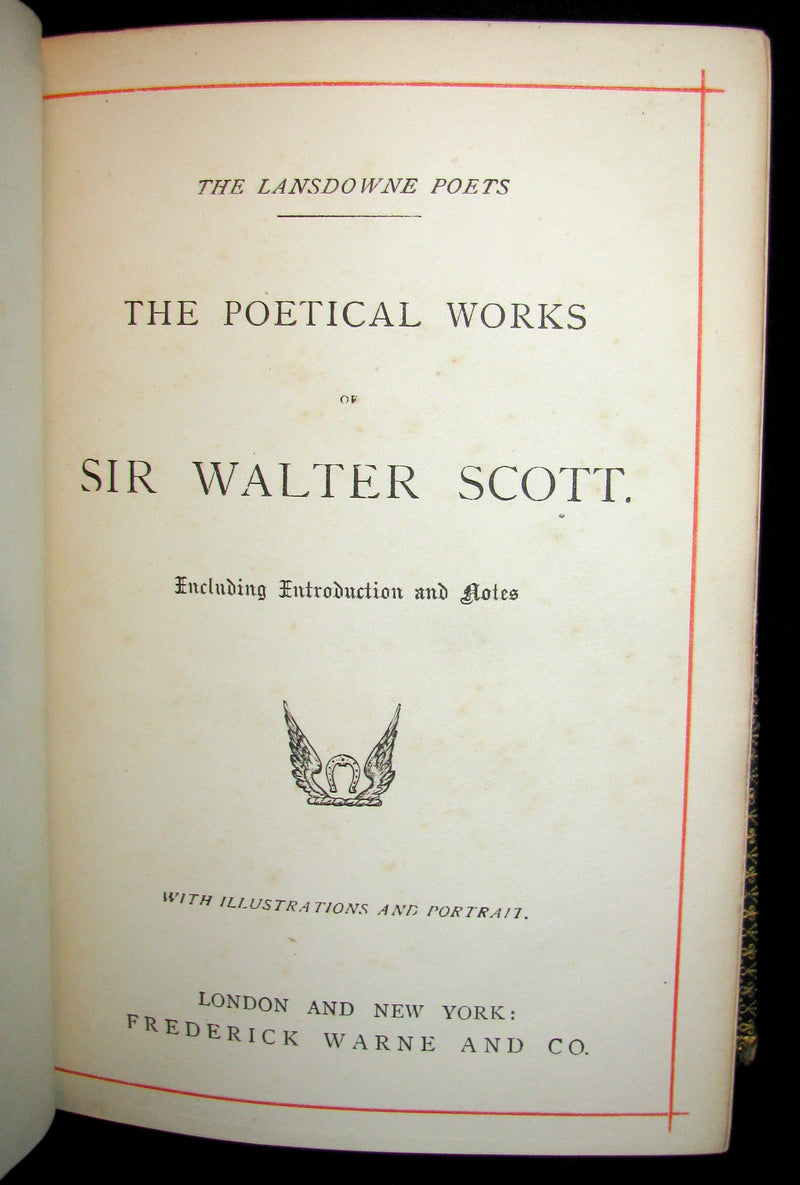 THE LANSDOWNE POETS
THE POETICAL WORKS
OF
SIR WALTER SCOTT.
Including Introduction and Notes
WITH ILLUSTRATIONS AND PORTRAIT.
LONDON AND NEW YORK:
FREDERICK WARNE AND CO.